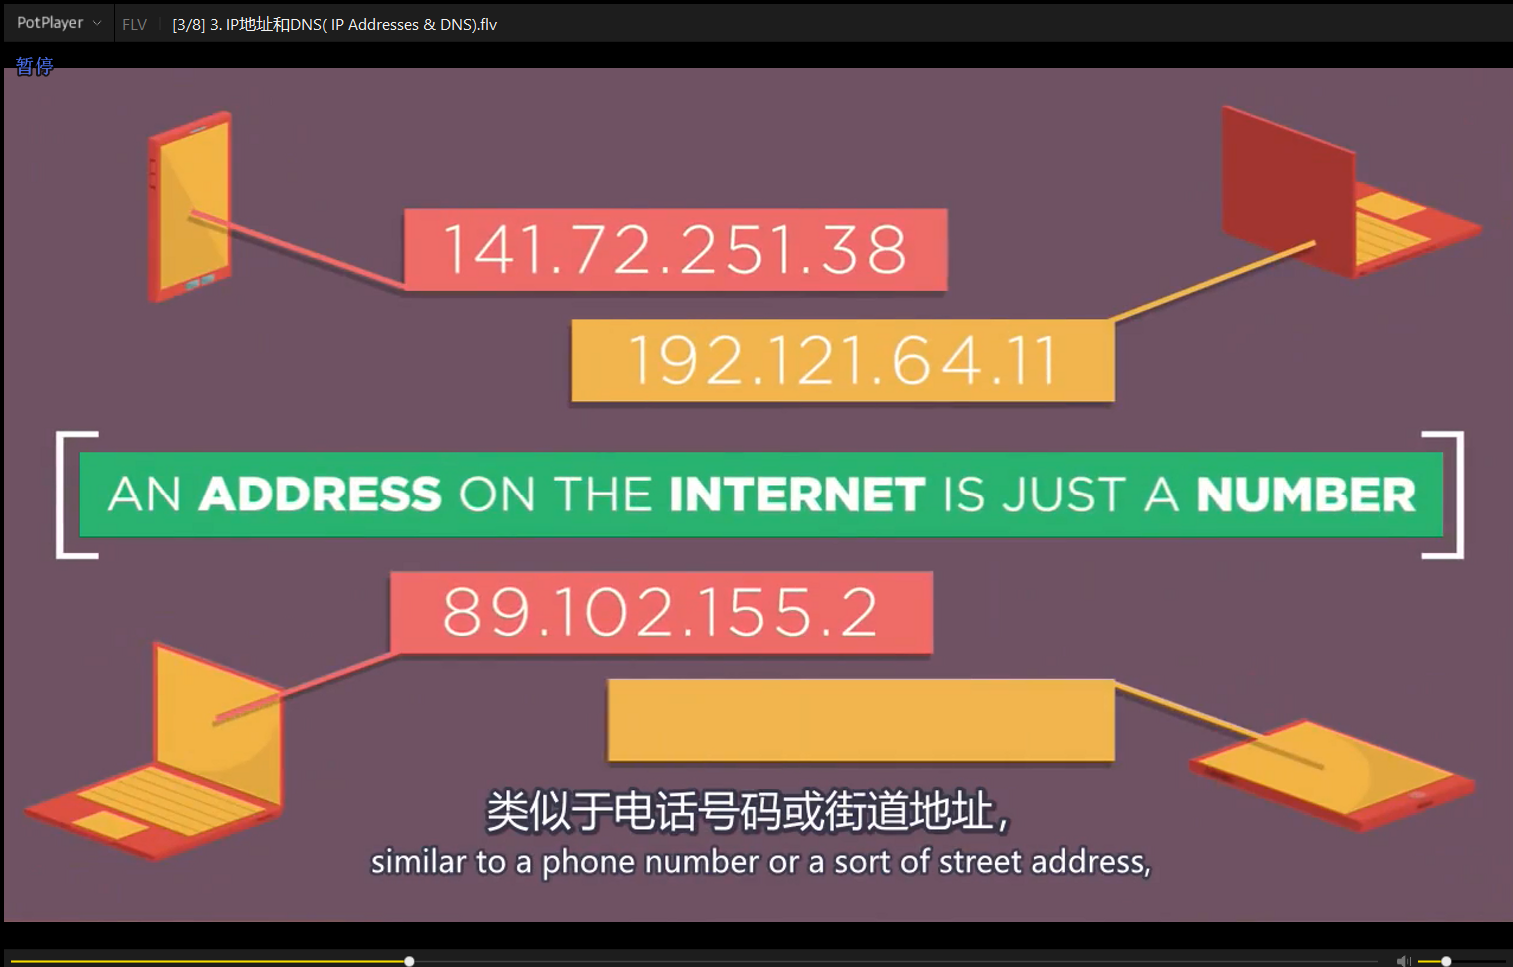 PotPlayer FLV [3/8] 3. IP地址和DNS( IP Addresses & DNS).flv
暂停
141.72.251.38
192.121.64.11
AN ADDRESS ON THE INTERNET IS JUST A NUMBER
89.102.155.2
类似于电话号码或街道地址，
similar to a phone number or a sort of street address,